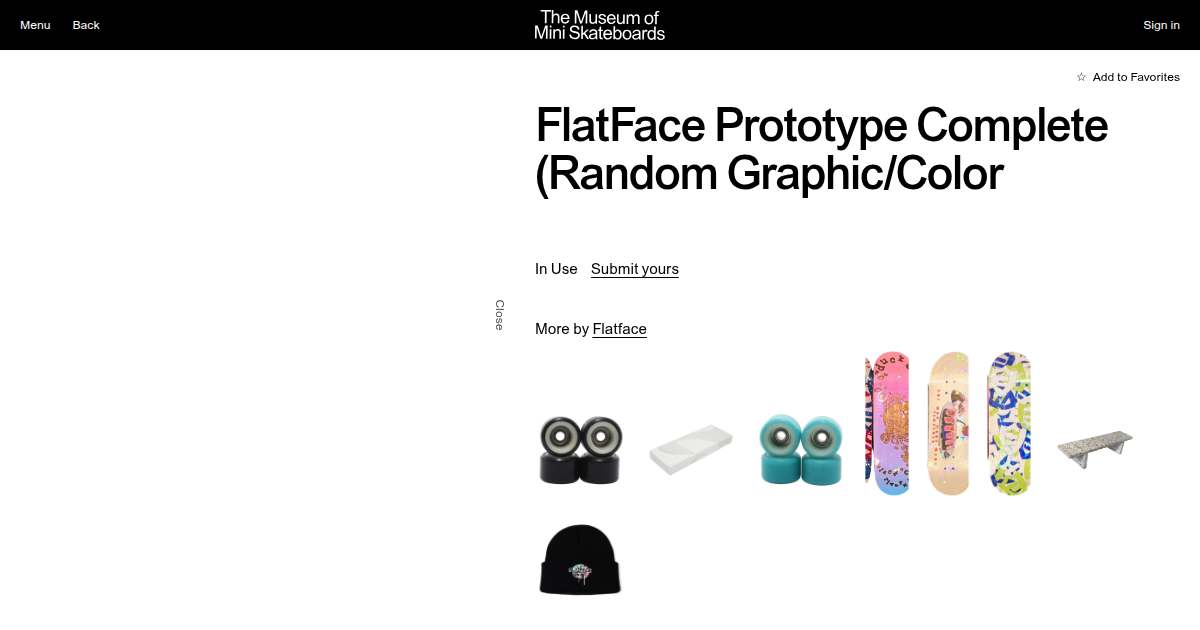 Menu
Back
The Museum of
Mini Skateboards
Sign in
☆ Add to Favorites
FlatFace Prototype Complete
(Random Graphic/Color
In Use Submit yours
Close
More by Flatface